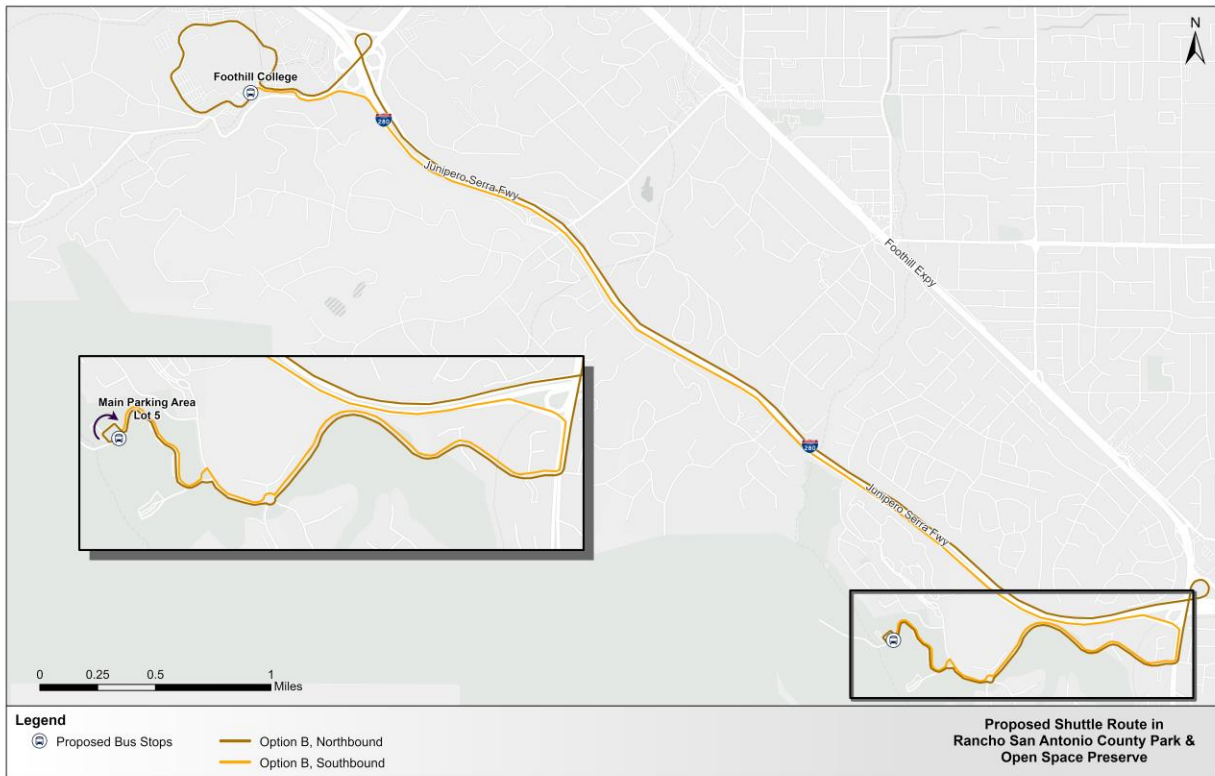 N
Foothill College
280
Junipero Serra Fwy
Foothill Expy
Main Parking Area
Lot 5
280
Junipero Serra Fwy
0 0.25 0.5 1
Miles
Legend
Proposed Bus Stops
Option B, Northbound
Option B, Southbound
Proposed Shuttle Route in
Rancho San Antonio County Park &
Open Space Preserve